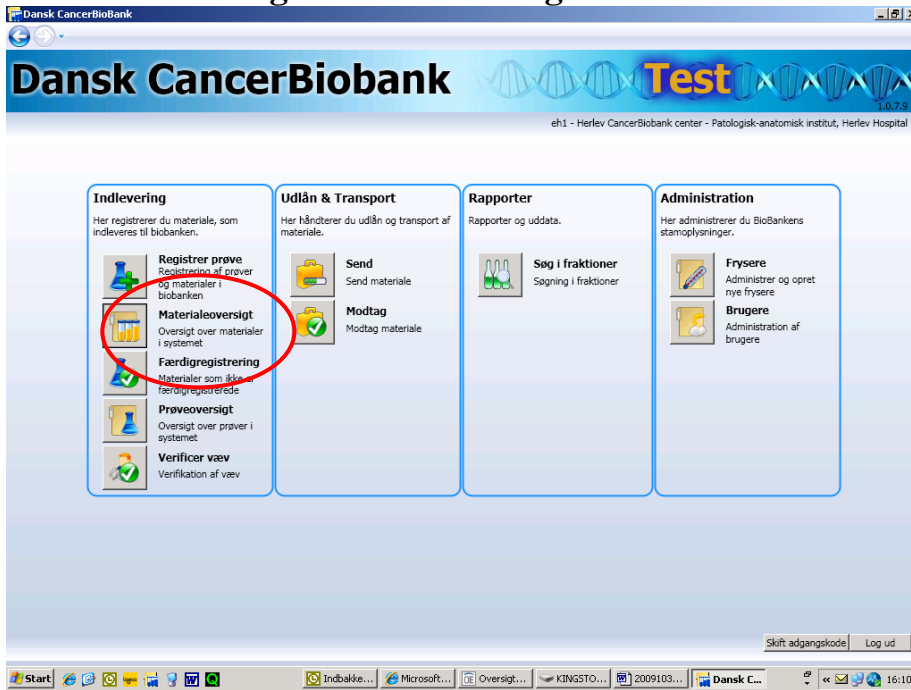 Dansk CancerBioBank
Dansk CancerBiobank
Test
1.0.7.9
eh1 - Herlev CancerBiobank center - Patologisk-anatomisk institut, Herlev Hospital
Indlevering
Her registrerer du materiale, som
indleveres til biobanken.
Registrer prøve
Registrering af prøver
og materialer i
biobanken
Materialeoversigt
Oversigt over materialer
i systemet
Færdigregistrering
Materialer som ikke er
færdigregistrerede
Prøveoversigt
Oversigt over prøver i
systemet
Verificer væv
Verifikation af væv
Udlån & Transport
Her håndterer du udlån og transport af
materiale.
Send
Send materiale
Modtag
Modtag materiale
Rapporter
Rapporter og uddata.
Søg i fraktioner
Søgning i fraktioner
Administration
Her administrerer du BioBankens
stamoplysninger.
Frysere
Administrer og opret
nye frysere
Brugere
Administration af
brugere
Skift adgangskode
Log ud
Start
Indbakke...
Microsoft...
Oversigt...
KINGSTO...
2009103...
Dansk C...
16:10